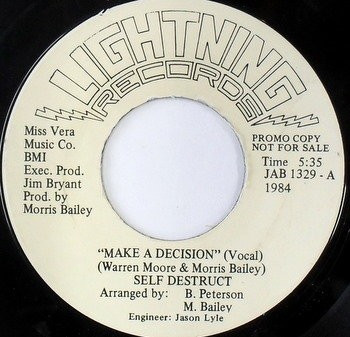 LIGHTNING
RECORDS
Miss Vera
Music Co.
BMI
Exec. Prod.
Jim Bryant
Prod. by
Morris Bailey
PROMO COPY
NOT FOR SALE
Time 5:35
JAB 1329 - A
1984
"MAKE A DECISION" (Vocal)
(Warren Moore & Morris Bailey)
SELF DESTRUCT
Arranged by: B. Peterson
M. Bailey
Engineer: Jason Lyle